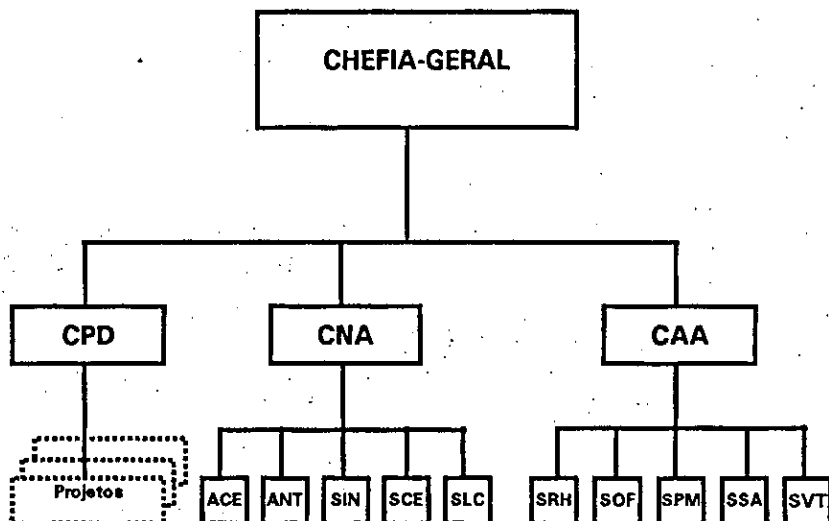 CHEFIA-GERAL
CPD CNA CAA
Projetos ACE ANT SIN SCE SLC SRH SOF SPM SSA SVT